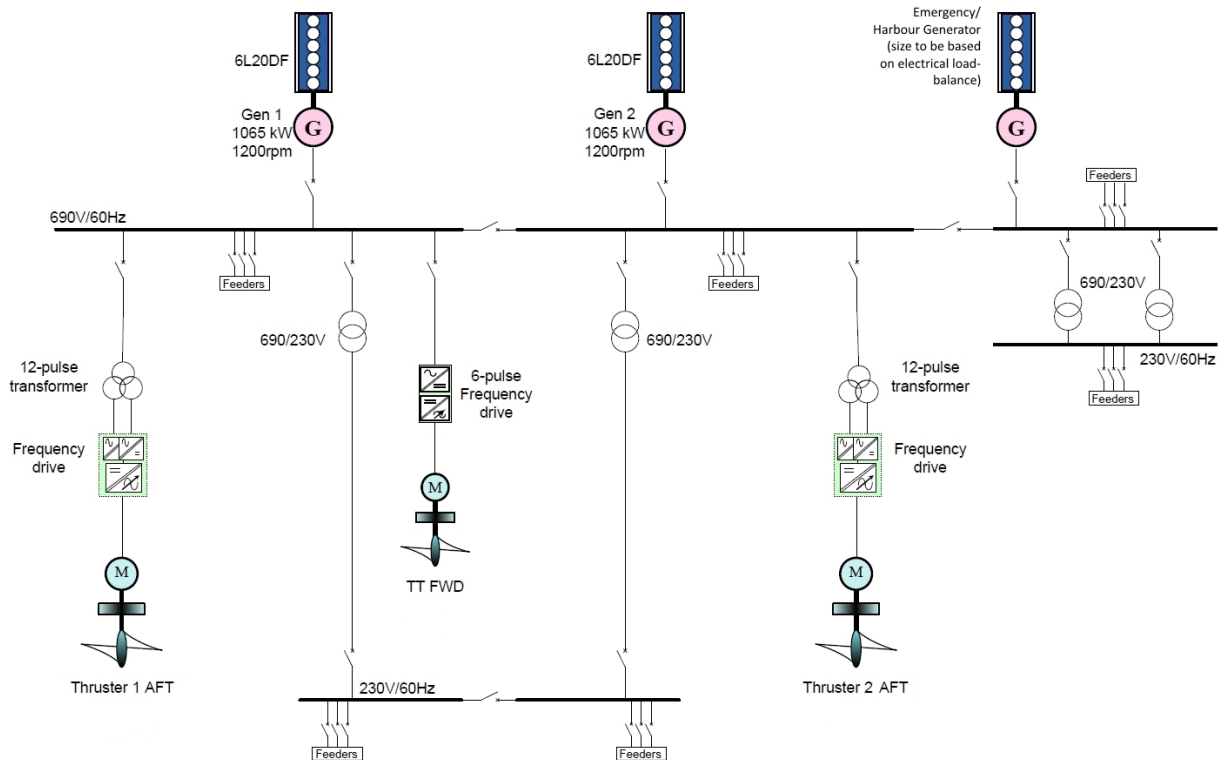 6L20DF
Gen 1
1065 kW
1200rpm
G
6L20DF
Gen 2
1065 kW
1200rpm
G
Emergency/
Harbour Generator
(size to be based
on electrical load-
balance)
G
Feeders
690V/60Hz
Feeders
Feeders
690/230V
690/230V
690/230V
230V/60Hz
Feeders
12-pulse
transformer
6-pulse
Frequency
drive
12-pulse
transformer
Frequency
drive
Frequency
drive
M
TT FWD
M
Thruster 1 AFT
M
Thruster 2 AFT
230V/60Hz
Feeders
Feeders